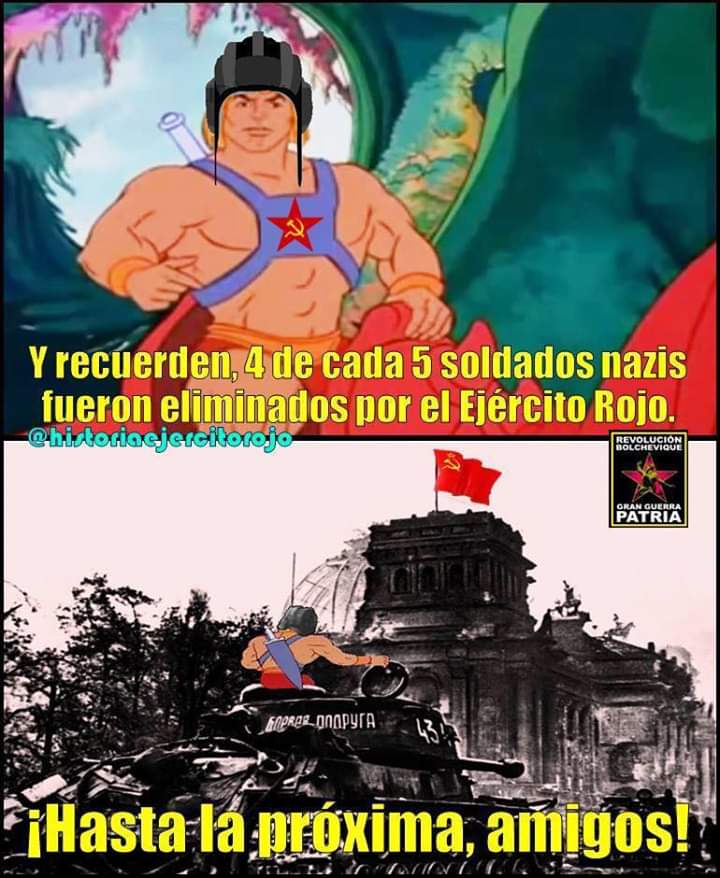 Y recuerden, 4 de cada 5 soldados nazis
fueron eliminados por el Ejército Rojo.
@historiaejercitorojo
REVOLUCIÓN
BOLCHEVIQUE
GRAN GUERRA
PATRIA
БОЕВАЯ ПОДРУГА
43
¡Hasta la próxima, amigos!